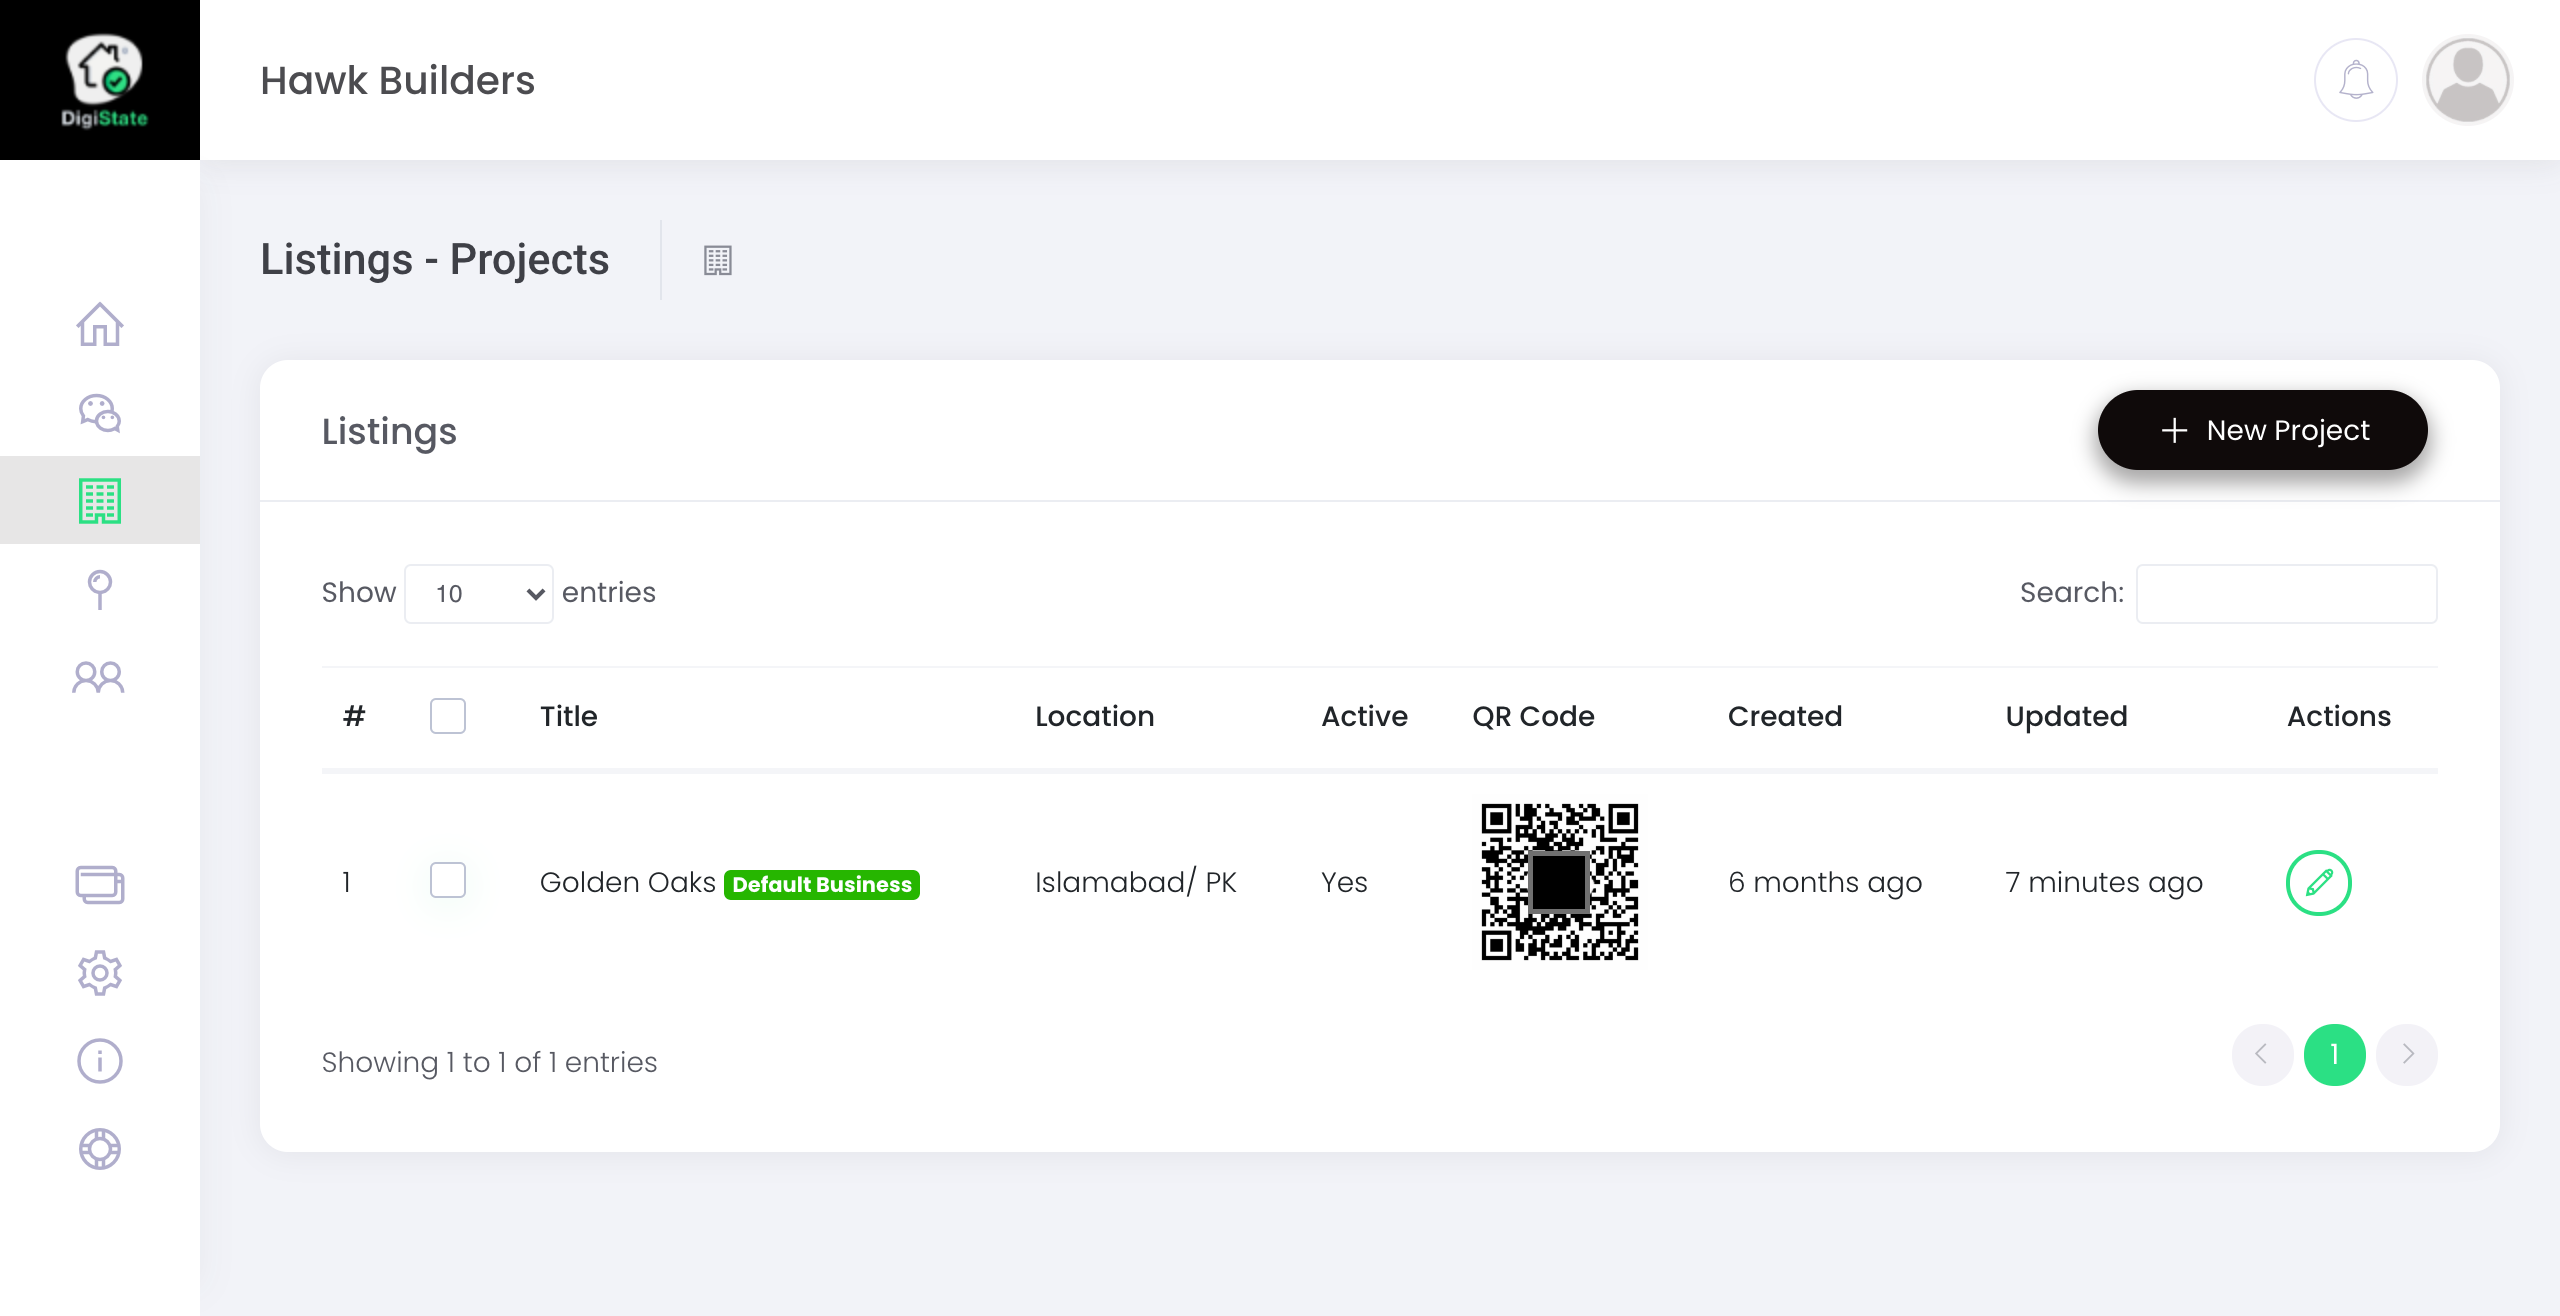 DigiState
Hawk Builders
Listings - Projects
Listings
New Project
Show 10 entries
Search:
# Title Location Active QR Code Created Updated Actions
1 Golden Oaks Default Business Islamabad/ PK Yes 6 months ago 7 minutes ago
Showing 1 to 1 of 1 entries
1